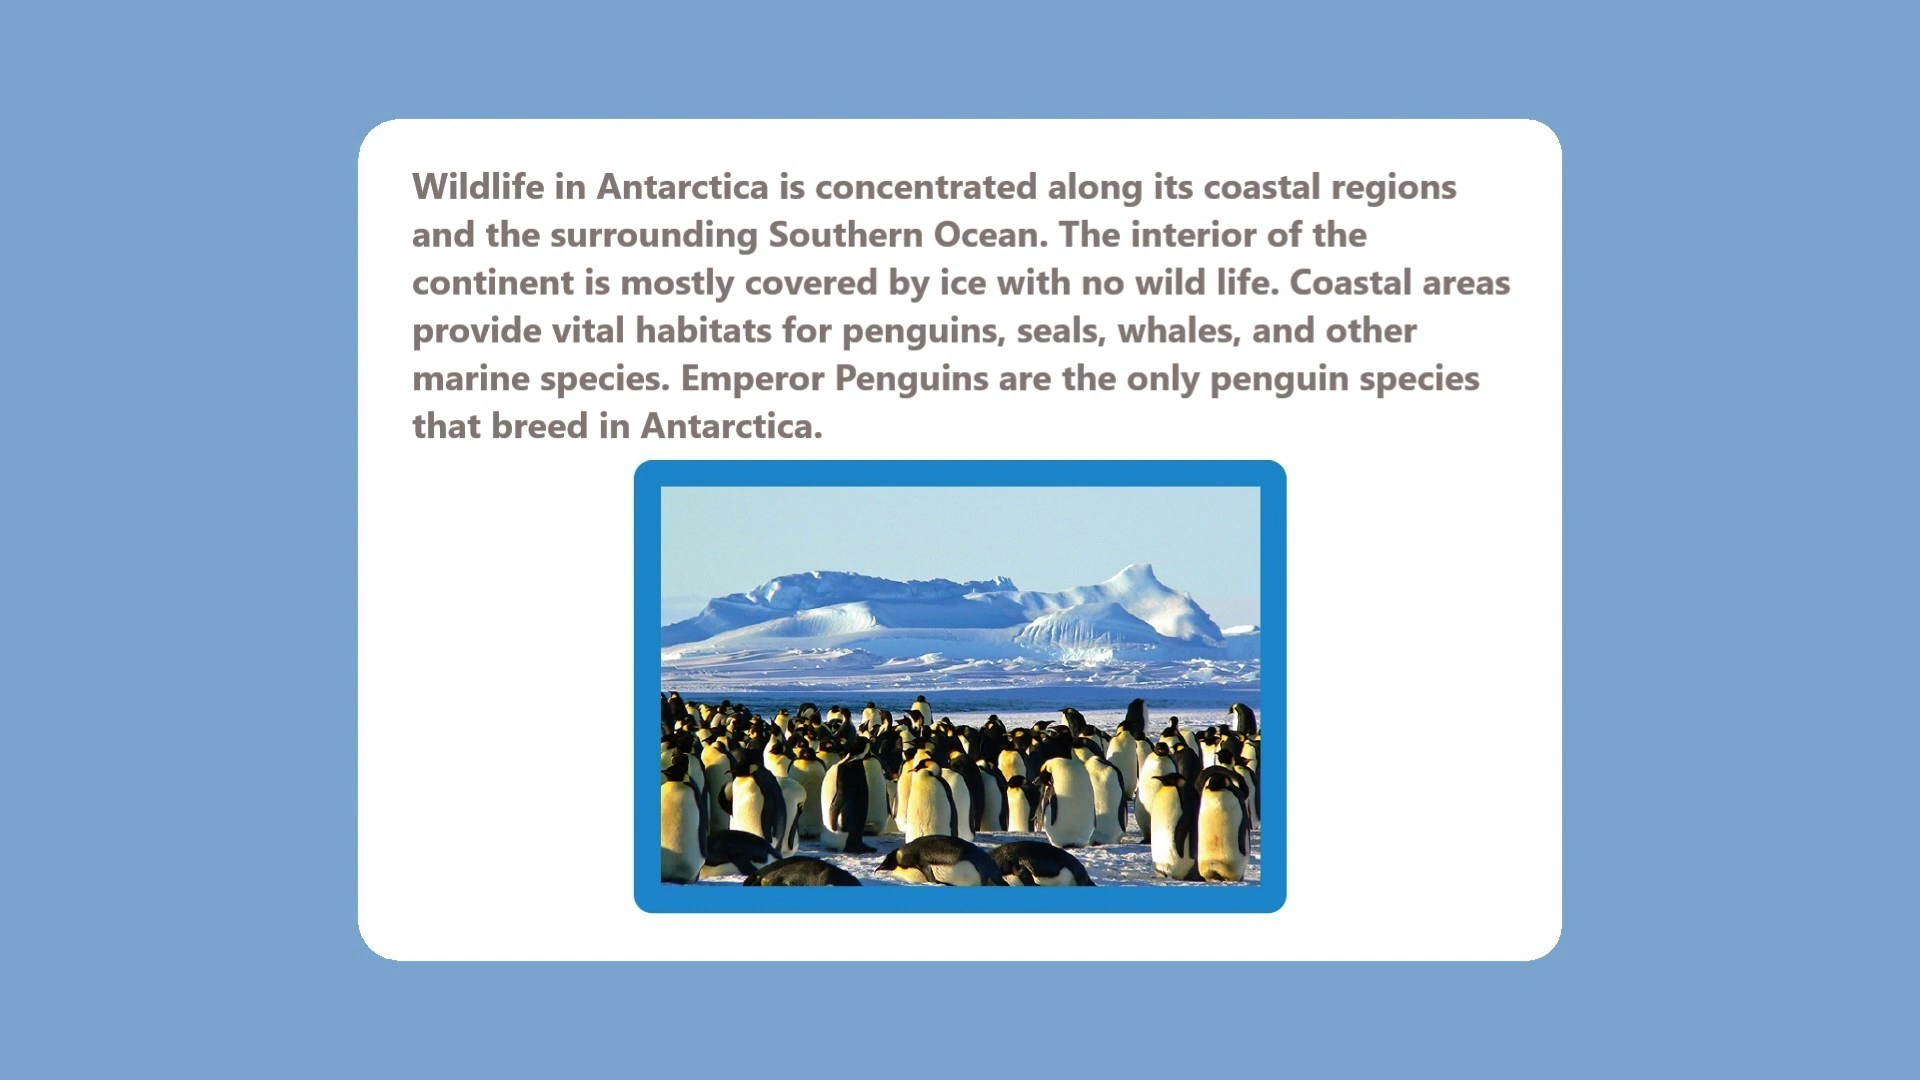 Wildlife in Antarctica is concentrated along its coastal regions
and the surrounding Southern Ocean. The interior of the
continent is mostly covered by ice with no wild life. Coastal areas
provide vital habitats for penguins, seals, whales, and other
marine species. Emperor Penguins are the only penguin species
that breed in Antarctica.